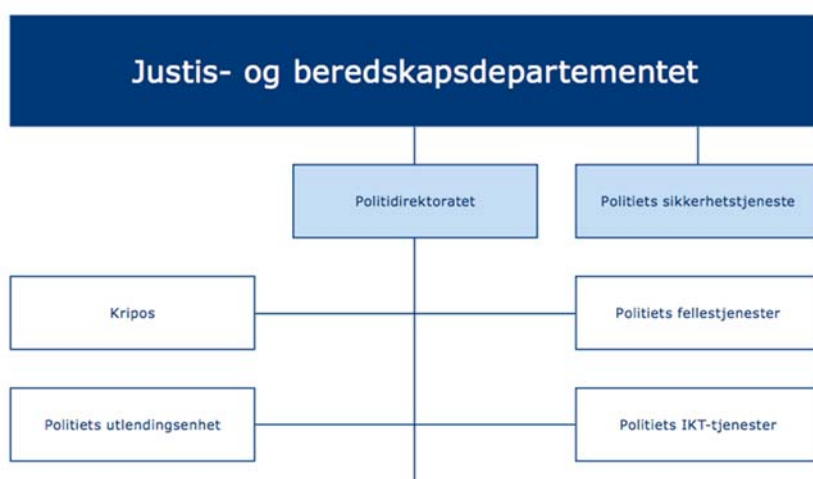 Justis- og beredskapsdepartementet
Politidirektoratet
Politiets sikkerhetstjeneste
Kripos
Politiets fellestjenester
Politiets utlendingsenhet
Politiets IKT-tjenester